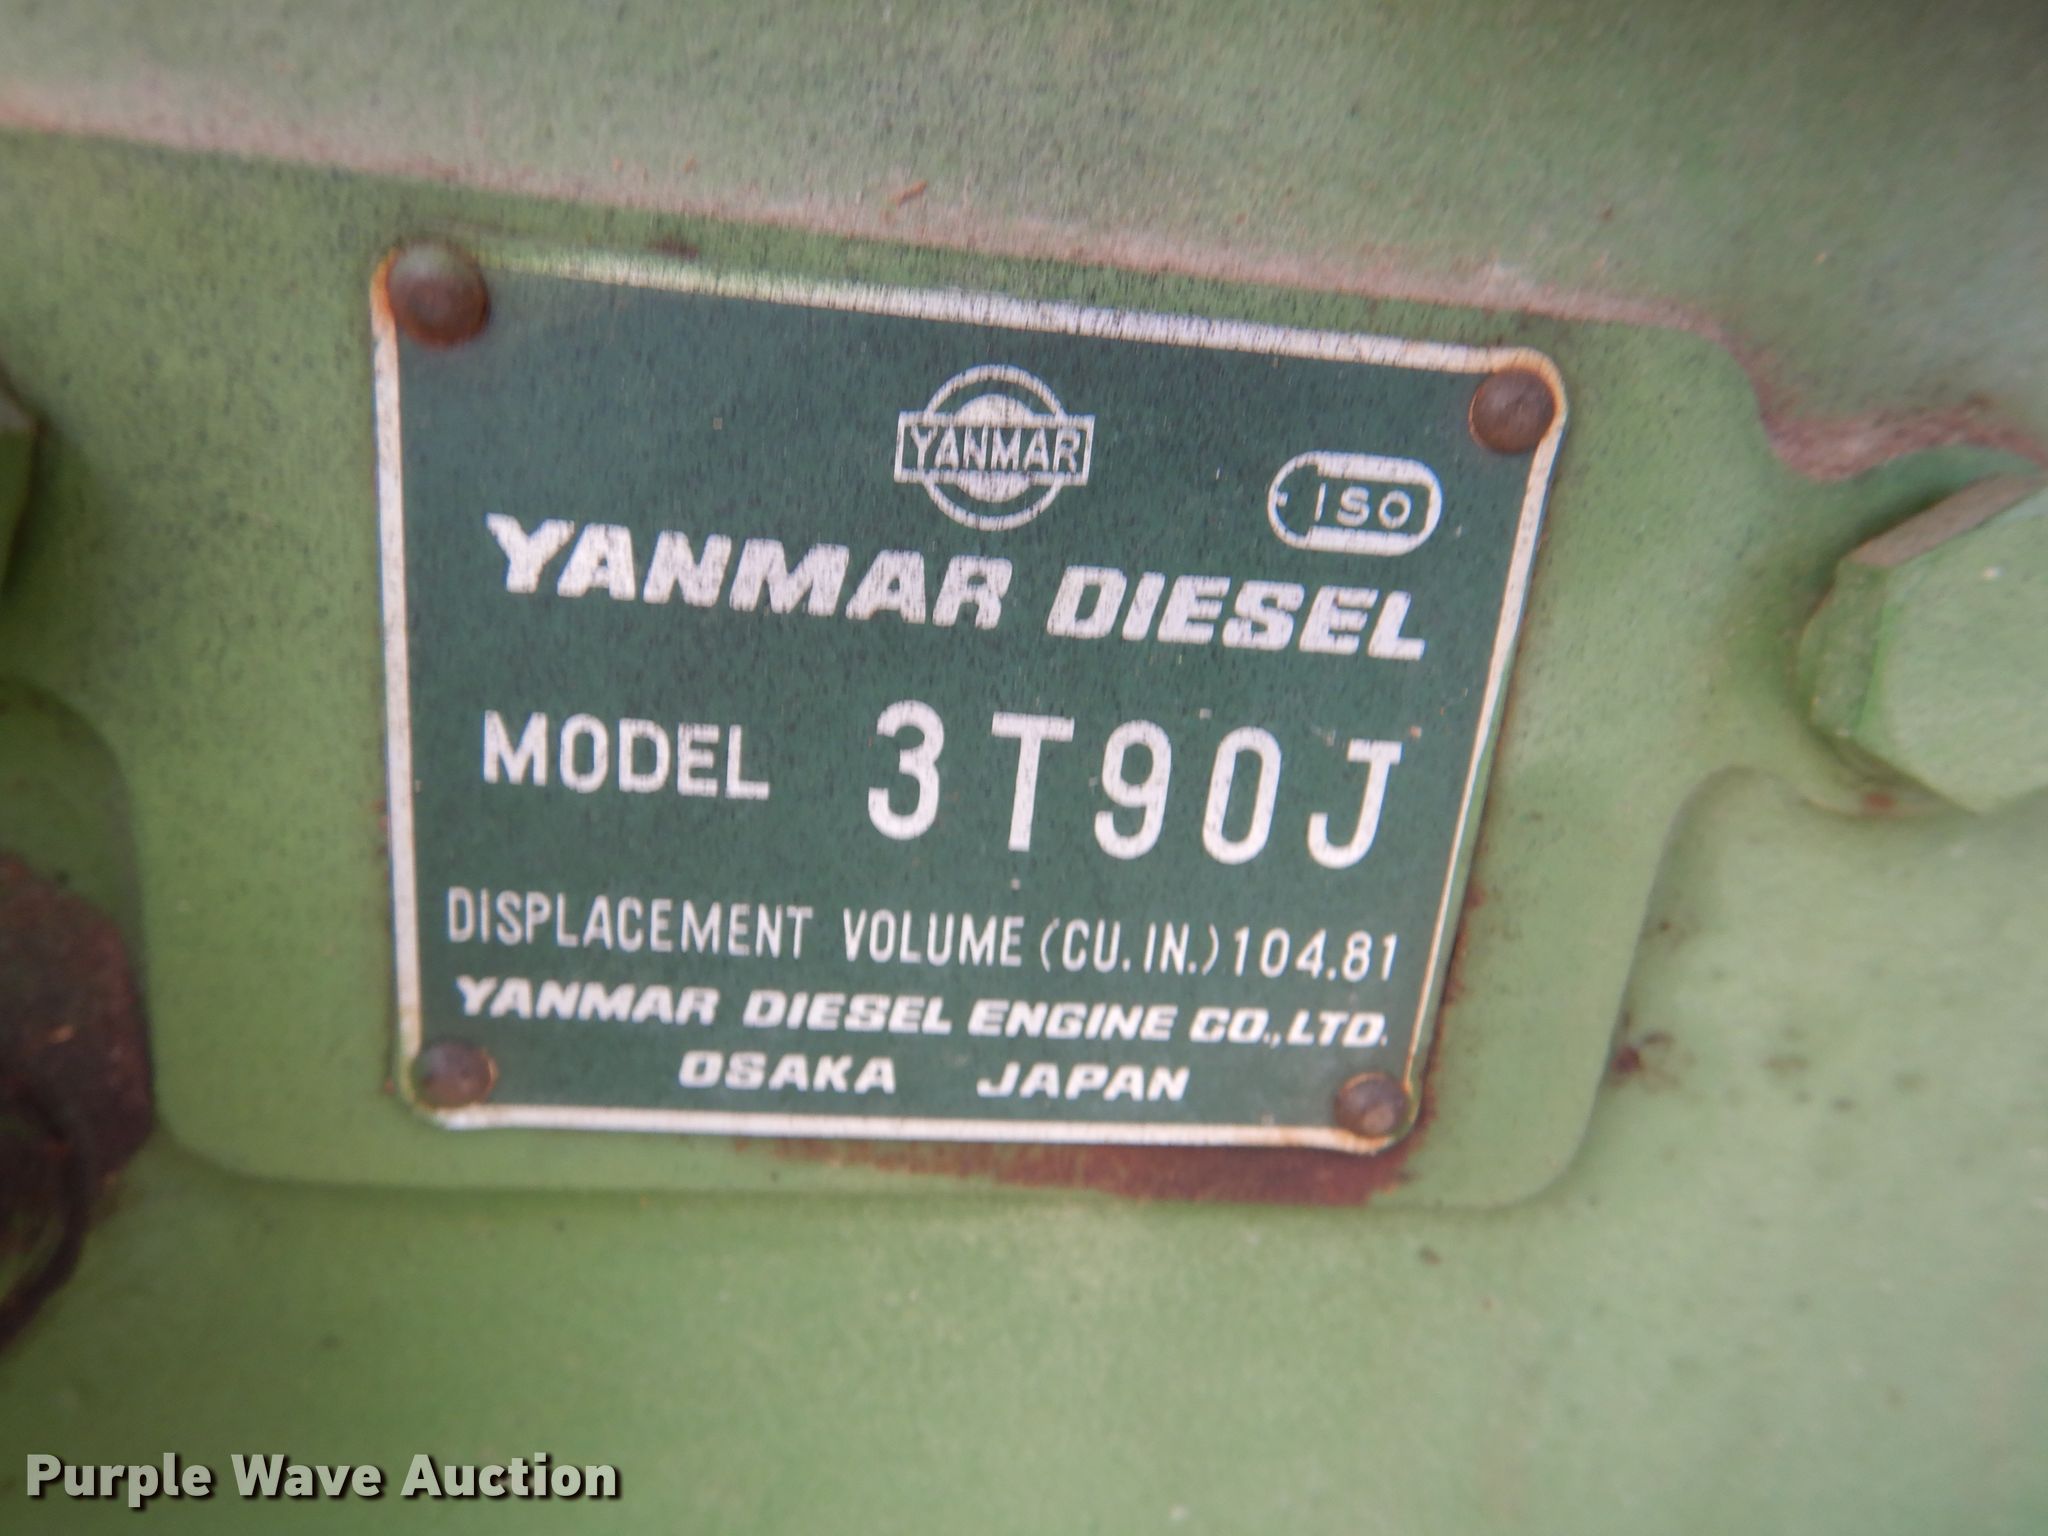 YANMAR
ISO
YANMAR DIESEL
MODEL 3T90J
DISPLACEMENT VOLUME (CU.IN.) 104.81
YANMAR DIESEL ENGINE CO.,LTD.
OSAKA JAPAN
Purple Wave Auction